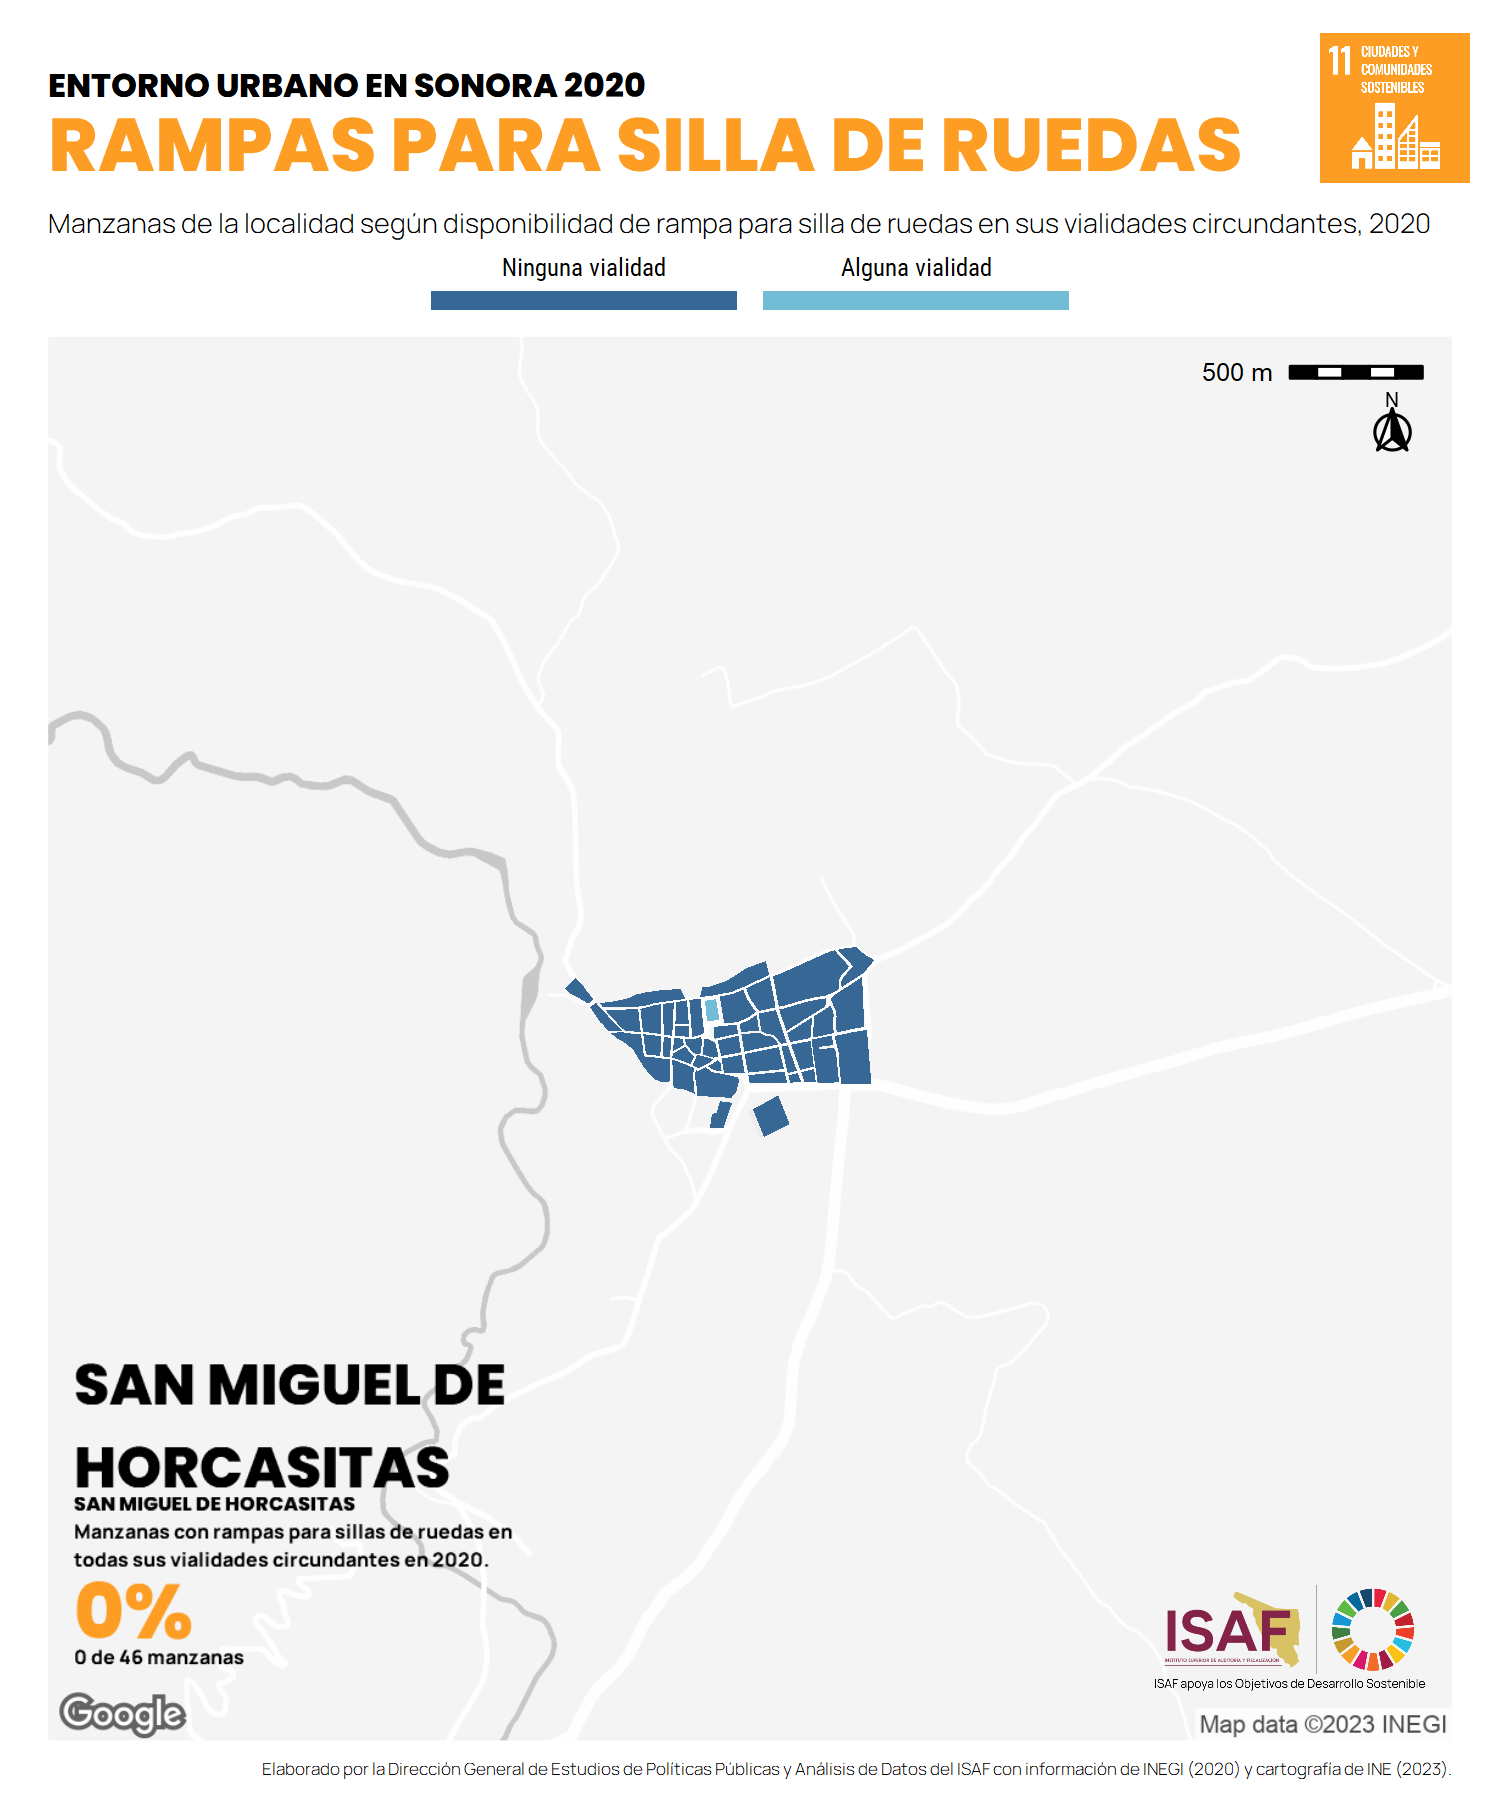 ENTORNO URBANO EN SONORA 2020
RAMPAS PARA SILLA DE RUEDAS
11 CIUDADES Y
COMUNIDADES
SOSTENIBLES
Manzanas de la localidad según disponibilidad de rampa para silla de ruedas en sus vialidades circundantes, 2020
Ninguna vialidad
Alguna vialidad
500 m
N
SAN MIGUEL DE
HORCASITAS
SAN MIGUEL DE HORCASITAS
Manzanas con rampas para sillas de ruedas en
todas sus vialidades circundantes en 2020.
0%
0 de 46 manzanas
Google
ISAF
INSTITUTO SUPERIOR DE AUDITORÍA Y FISCALIZACIÓN
ISAF apoya los Objetivos de Desarrollo Sostenible
Map data ©2023 INEGI
Elaborado por la Dirección General de Estudios de Políticas Públicas y Análisis de Datos del ISAF con información de INEGI (2020) y cartografía de INE (2023).